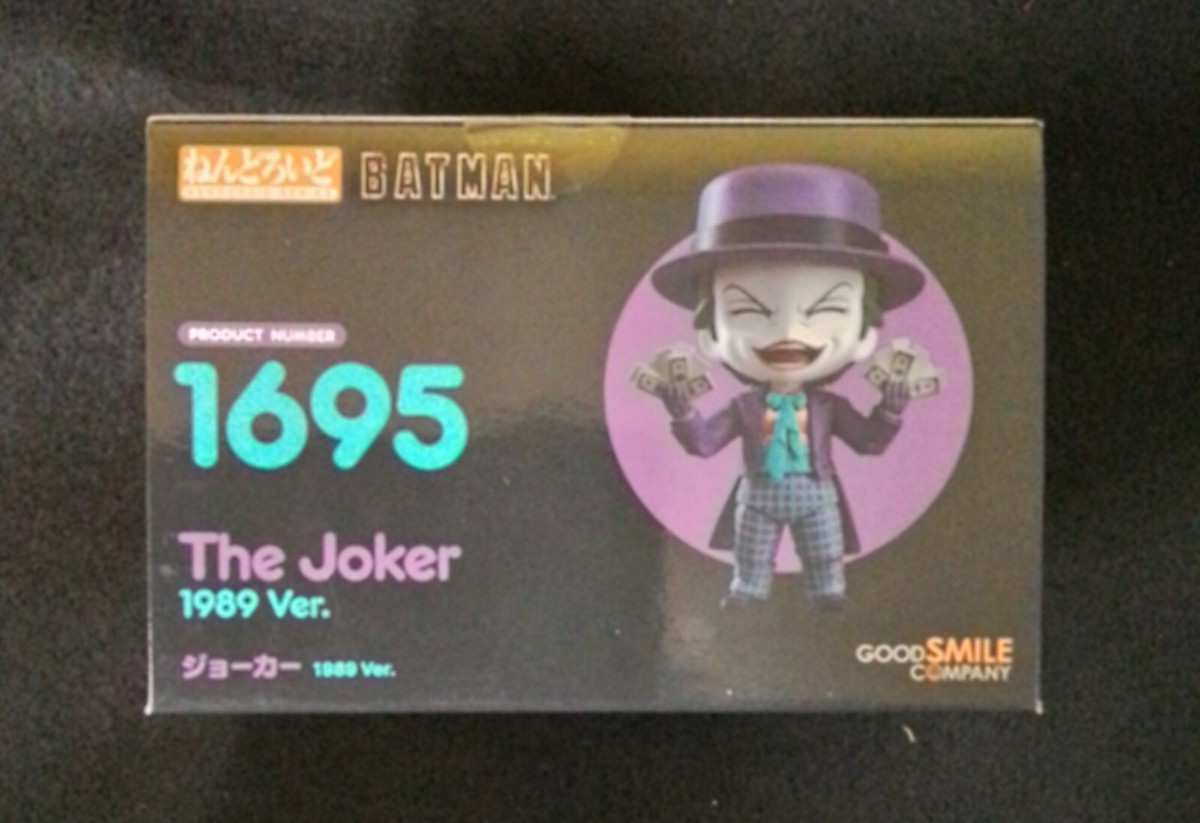 ねんどろいど
BATMAN
PRODUCT NUMBER
1695
The Joker
1989 Ver.
ジョーカー 1989 Ver.
GOOD SMILE
COMPANY